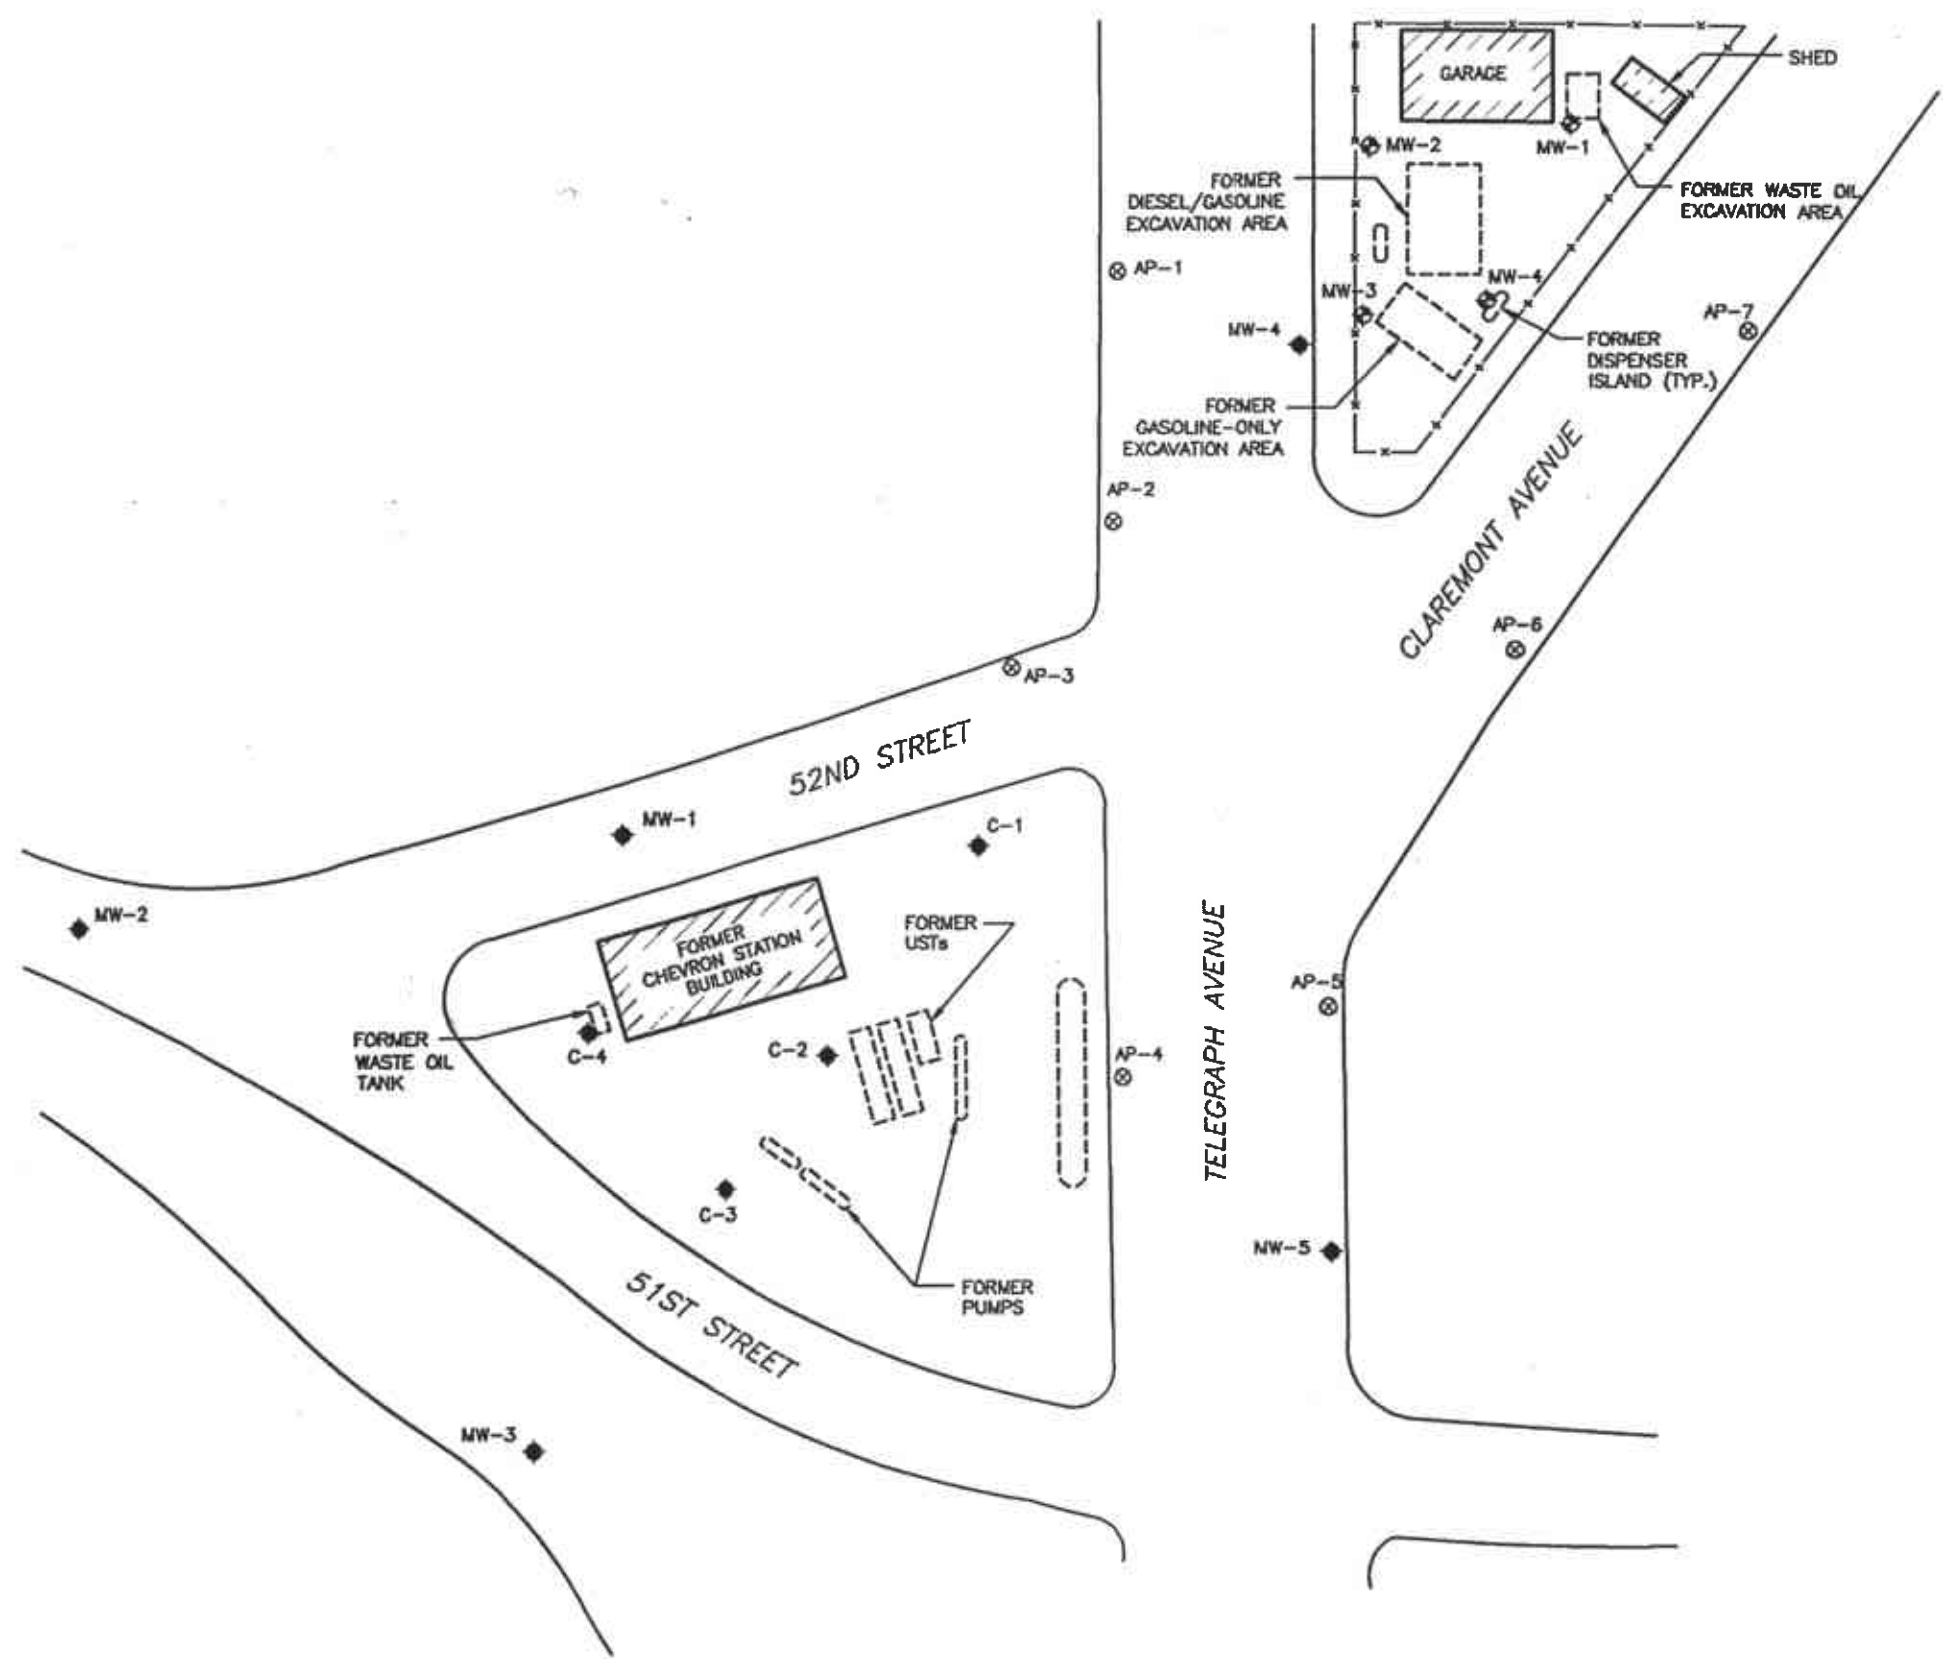 GARAGE
SHED
MW-2
MW-1
FORMER
DIESEL/GASOLINE
EXCAVATION AREA
FORMER WASTE OIL
EXCAVATION AREA
AP-1
MW-4
MW-3
MW-4
AP-7
FORMER
DISPENSER
ISLAND (TYP.)
FORMER
GASOLINE-ONLY
EXCAVATION AREA
AP-2
CLAREMONT AVENUE
AP-6
AP-3
52ND STREET
MW-1
C-1
MW-2
FORMER
USTs
FORMER
CHEVRON STATION
BUILDING
TELEGRAPH AVENUE
AP-5
FORMER
WASTE OIL
TANK
C-4
C-2
AP-4
C-3
MW-5
51ST STREET
FORMER
PUMPS
MW-3